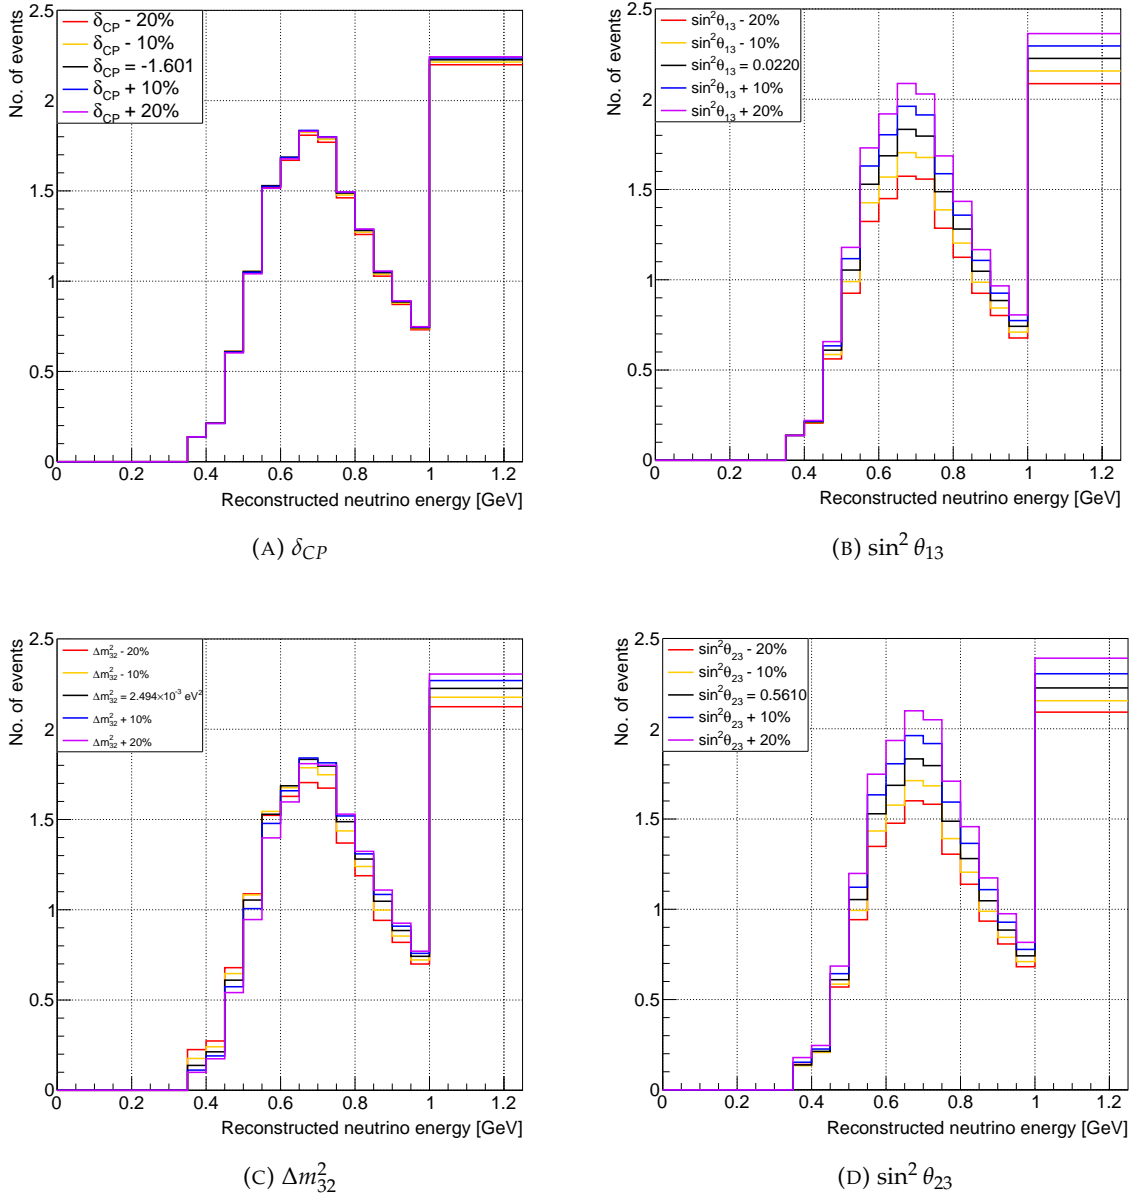 No. of events
2.5
2
1.5
1
0.5
0
δCP - 20%
δCP - 10%
δCP = -1.601
δCP + 10%
δCP + 20%
0 0.2 0.4 0.6 0.8 1 1.2
Reconstructed neutrino energy [GeV]
(A) δCP
No. of events
2.5
2
1.5
1
0.5
0
sin²θ13 - 20%
sin²θ13 - 10%
sin²θ13 = 0.0220
sin²θ13 + 10%
sin²θ13 + 20%
0 0.2 0.4 0.6 0.8 1 1.2
Reconstructed neutrino energy [GeV]
(B) sin² θ13
No. of events
2.5
2
1.5
1
0.5
0
Δm²32 - 20%
Δm²32 - 10%
Δm²32 = 2.494×10⁻³ eV²
Δm²32 + 10%
Δm²32 + 20%
0 0.2 0.4 0.6 0.8 1 1.2
Reconstructed neutrino energy [GeV]
(C) Δm²32
No. of events
2.5
2
1.5
1
0.5
0
sin²θ23 - 20%
sin²θ23 - 10%
sin²θ23 = 0.5610
sin²θ23 + 10%
sin²θ23 + 20%
0 0.2 0.4 0.6 0.8 1 1.2
Reconstructed neutrino energy [GeV]
(D) sin² θ23